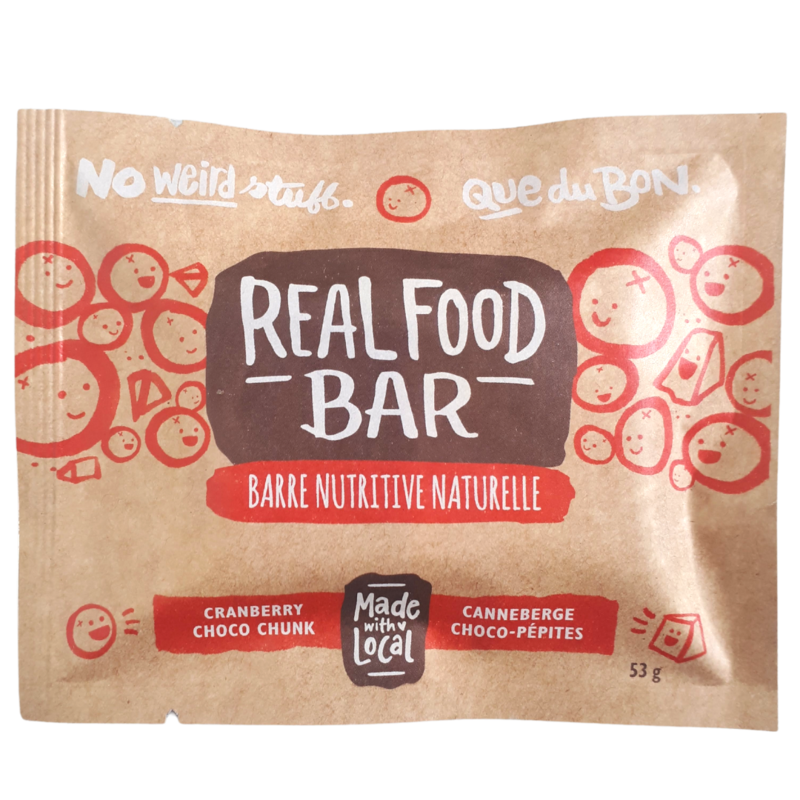 No weird stuff.
Que du BON.
REAL FOOD
BAR
BARRE NUTRITIVE NATURELLE
CRANBERRY
CHOCO CHUNK
Made
with
Local
CANNEBERGE
CHOCO-PÉPITES
53 g